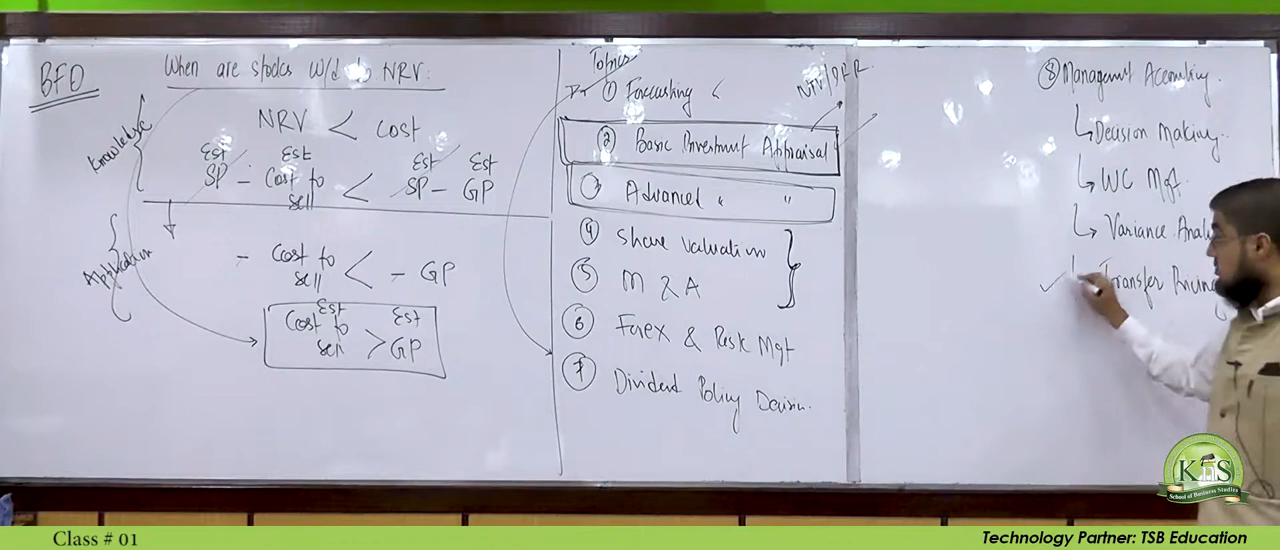 BFD
When are stocks W/d to NRV:
Knowledge
NRV < Cost
Est Est Est Est
SP - Cost to sell < SP - GP
Application
- Cost to sell < - GP
Est Est
Cost to sell > GP
Topics
① Forecasting <
NPV/IRR.
② Basic Investment Appraisal
③ Advanced " "
④ Share Valuation
⑤ M & A
⑥ Forex & Risk Mgt
⑦ Dividend Policy Decision.
⑧ Management Accounting.
Decision Making.
WC Mgt.
Variance Analy
Transfer Pricing
KnS
School of Business Studies
Class # 01
Technology Partner: TSB Education